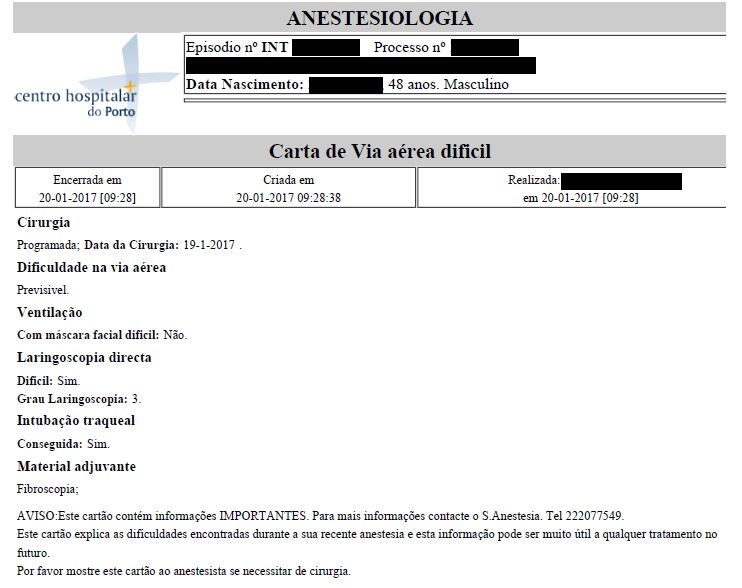 ANESTESIOLOGIA
centro hospitalar
do Porto
Episodio nº INT Processo nº
Data Nascimento: , 48 anos. Masculino
Carta de Via aérea dificil
Encerrada em
20-01-2017 [09:28]
Criada em
20-01-2017 09:28:38
Realizada:
em 20-01-2017 [09:28]
Cirurgia
Programada; Data da Cirurgia: 19-1-2017 .
Dificuldade na via aérea
Previsivel.
Ventilação
Com máscara facial dificil: Não.
Laringoscopia directa
Dificil: Sim.
Grau Laringoscopia: 3.
Intubação traqueal
Conseguida: Sim.
Material adjuvante
Fibroscopia;
AVISO:Este cartão contém informações IMPORTANTES. Para mais informações contacte o S.Anestesia. Tel 222077549.
Este cartão explica as dificuldades encontradas durante a sua recente anestesia e esta informação pode ser muito útil a qualquer tratamento no
futuro.
Por favor mostre este cartão ao anestesista se necessitar de cirurgia.